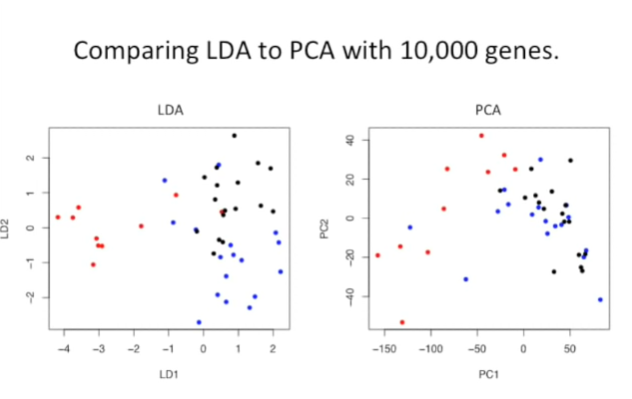 Comparing LDA to PCA with 10,000 genes.
LDA
PCA
LD2
2
1
0
−1
−2
−4 −3 −2 −1 0 1 2
LD1
PC2
40
20
0
−20
−40
−150 −100 −50 0 50
PC1